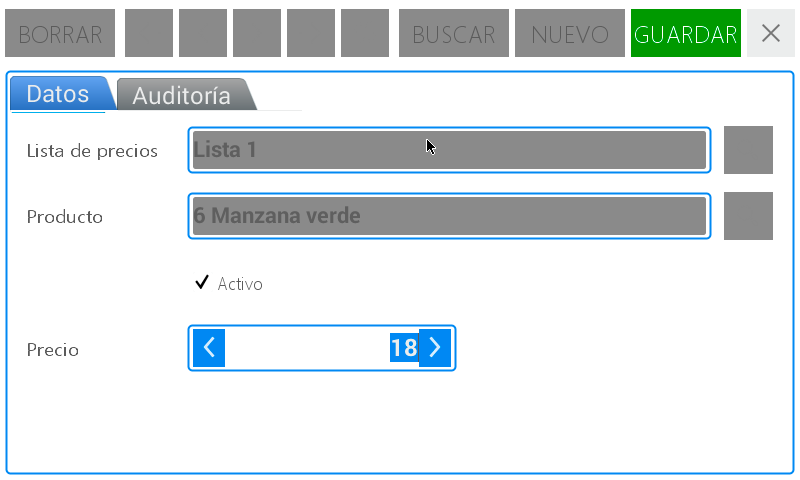 BORRAR BUSCAR NUEVO GUARDAR
Datos Auditoría
Lista de precios Lista 1
Producto 6 Manzana verde
Activo
Precio 18